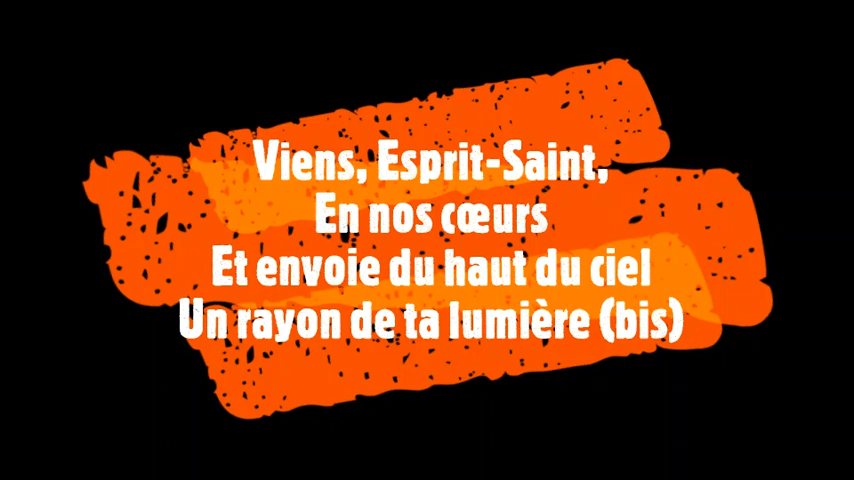 Viens, Esprit-Saint,
En nos cœurs
Et envoie du haut du ciel
Un rayon de ta lumière (bis)